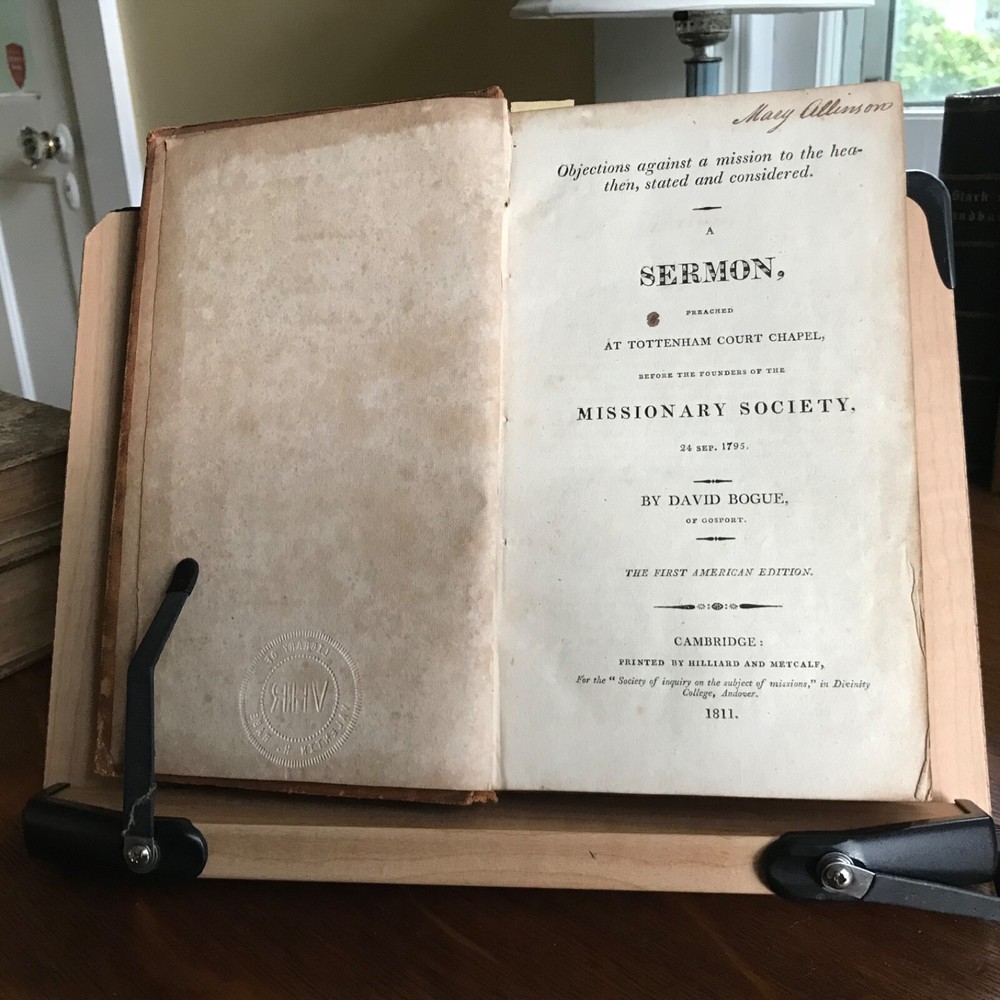 Mary Allinson
Objections against a mission to the hea-
then, stated and considered.
A
SERMON,
PREACHED
AT TOTTENHAM COURT CHAPEL,
BEFORE THE FOUNDERS OF THE
MISSIONARY SOCIETY,
24 SEP. 1795.
BY DAVID BOGUE,
OF GOSPORT.
THE FIRST AMERICAN EDITION.
CAMBRIDGE:
PRINTED BY HILLIARD AND METCALF,
For the "Society of inquiry on the subject of missions," in Divinity
College, Andover.
1811.
LIBRARY OF